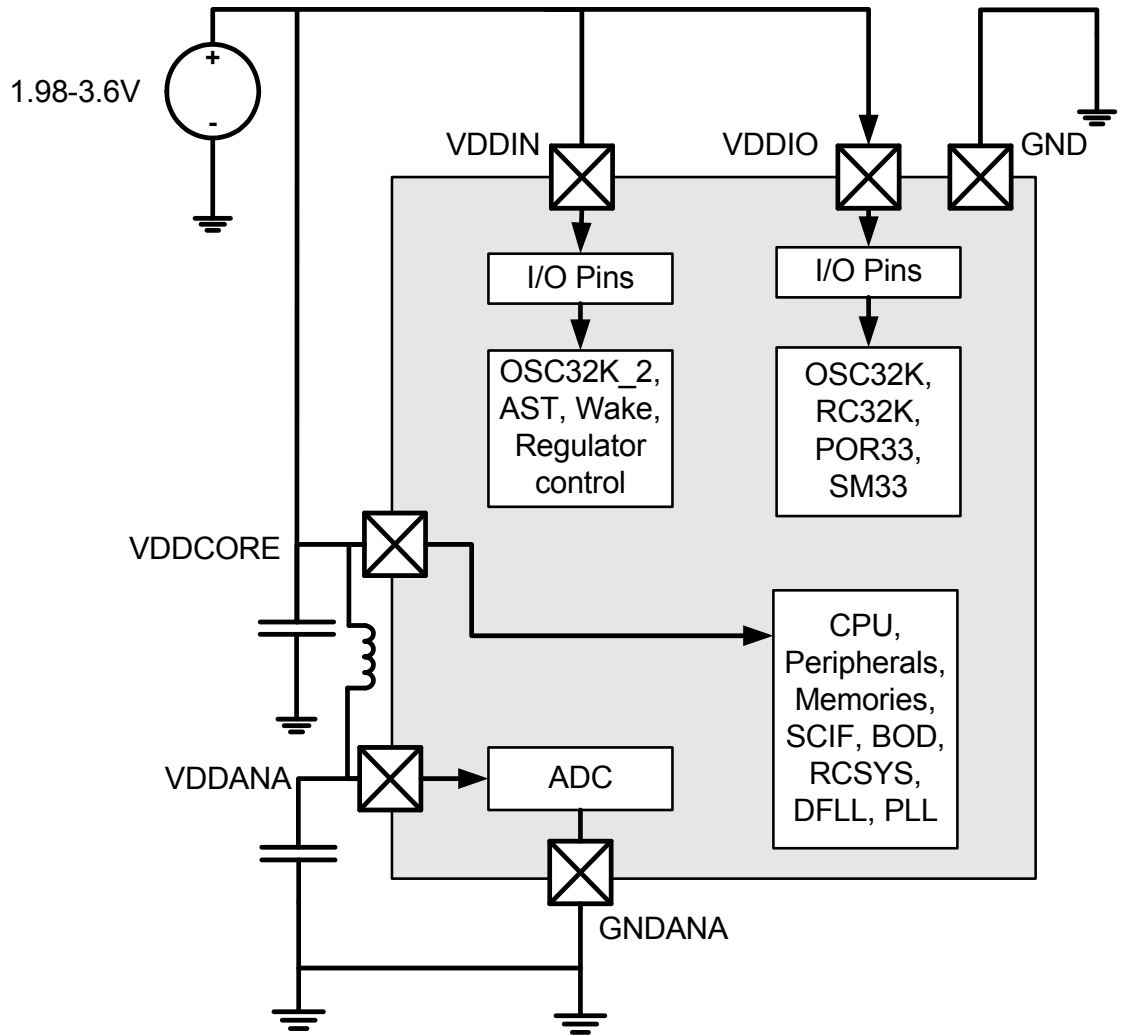 +
1.98-3.6V
-
VDDIN
VDDIO
GND
I/O Pins
I/O Pins
OSC32K_2,
AST, Wake,
Regulator
control
OSC32K,
RC32K,
POR33,
SM33
VDDCORE
CPU,
Peripherals,
Memories,
SCIF, BOD,
RCSYS,
DFLL, PLL
VDDANA
ADC
GNDANA